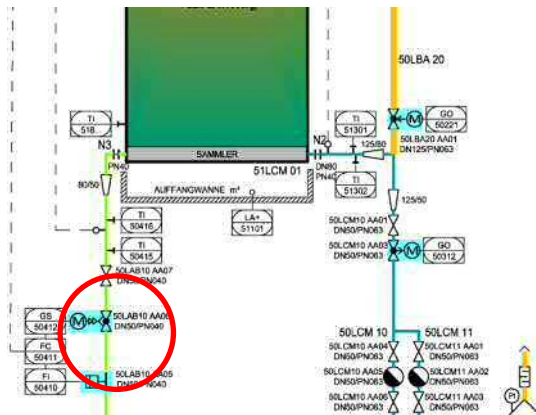 50LBA 20
TI
518...
TI
51301
GO
50221
50LBA20 AA01
DN125/PN063
N3
N2
125/80
SAMMLER
PN40
DN80
PN40
51LCM 01
80/50
AUFFANGWANNE m³
TI
51302
125/50
TI
50416
LA+
51101
50LCM10 AA01
DN50/PN063
TI
50415
50LCM10 AA03
DN50/PN063
GO
50312
50LAB10 AA07
DN50/PN040
GS
50412
M
50LAB10 AA06
DN50/PN040
50LCM 10
50LCM 11
FC
50411
50LCM10 AA04
DN50/PN063
50LCM11 AA01
DN50/PN063
FI
50410
50LAB10 AA05
DN50/PN040
50LCM10 AA05
DN50/PN063
50LCM11 AA02
DN50/PN063
50LCM10 AA06
DN50/PN063
50LCM11 AA03
DN50/PN063
PI